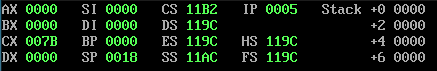 AX 0000 SI 0000 CS 11B2 IP 0005 Stack +0 0000
BX 0000 DI 0000 DS 119C +2 0000
CX 007B BP 0000 ES 119C HS 119C +4 0000
DX 0000 SP 0018 SS 11AC FS 119C +6 0000